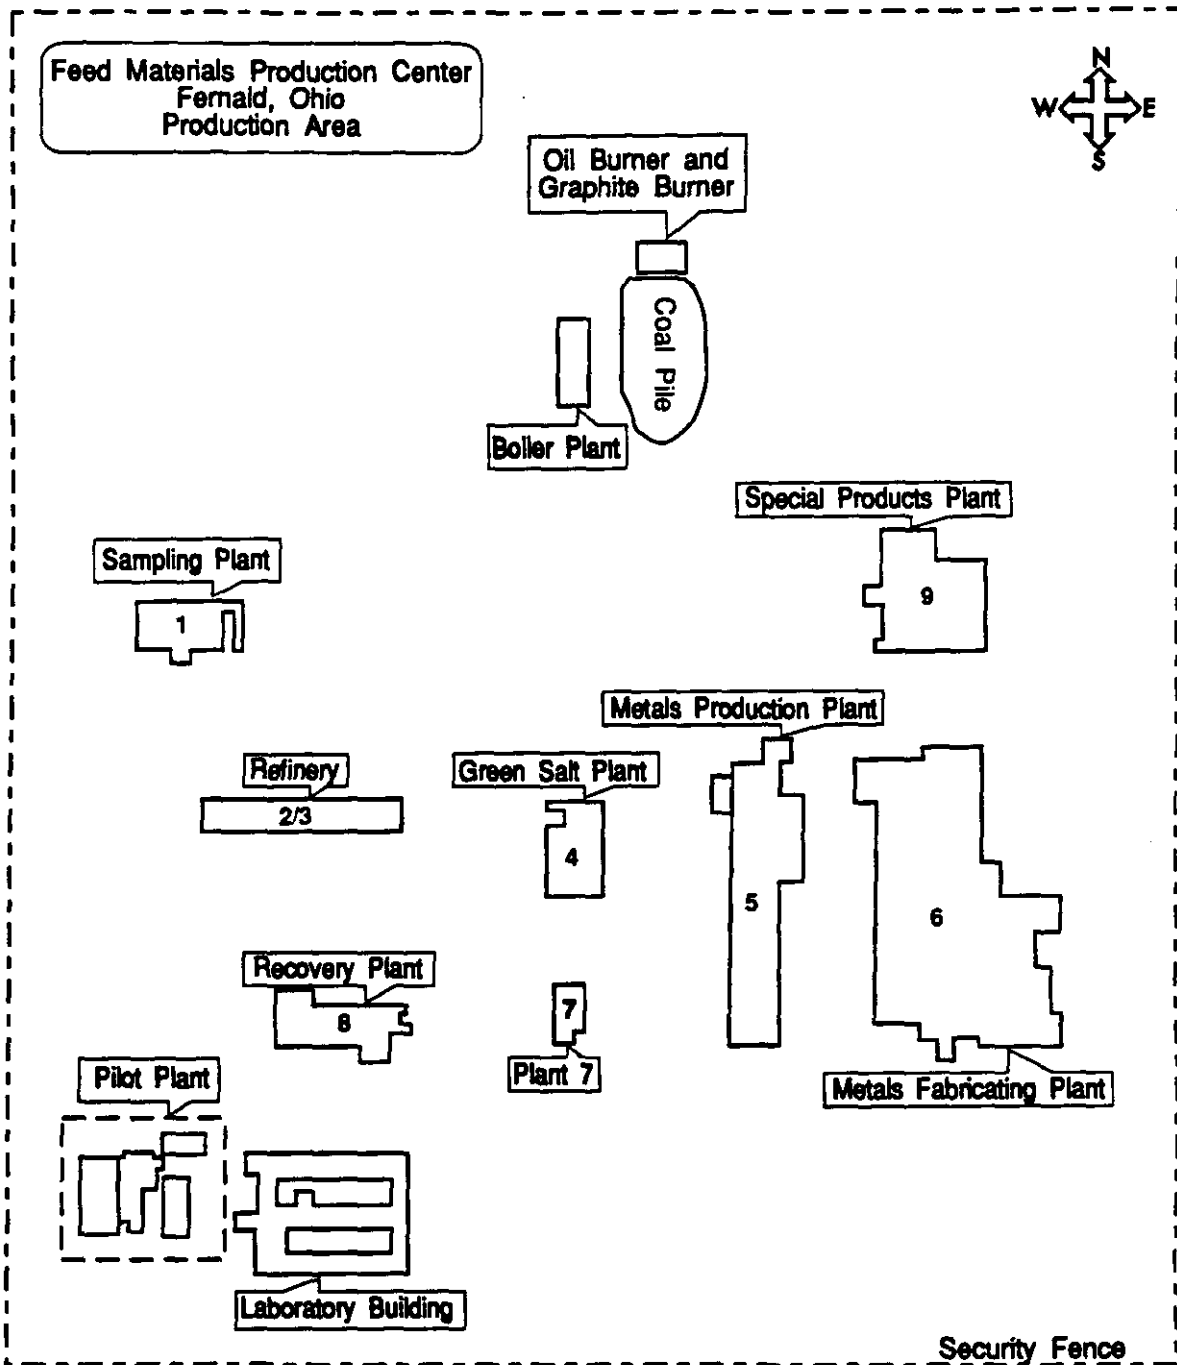 Feed Materials Production Center
Fernald, Ohio
Production Area
N
W E
S
Oil Burner and
Graphite Burner
Coal Pile
Boiler Plant
Special Products Plant
9
Sampling Plant
1
Metals Production Plant
Refinery
2/3
Green Salt Plant
4
5
6
Recovery Plant
8
7
Plant 7
Pilot Plant
Metals Fabricating Plant
Laboratory Building
Security Fence